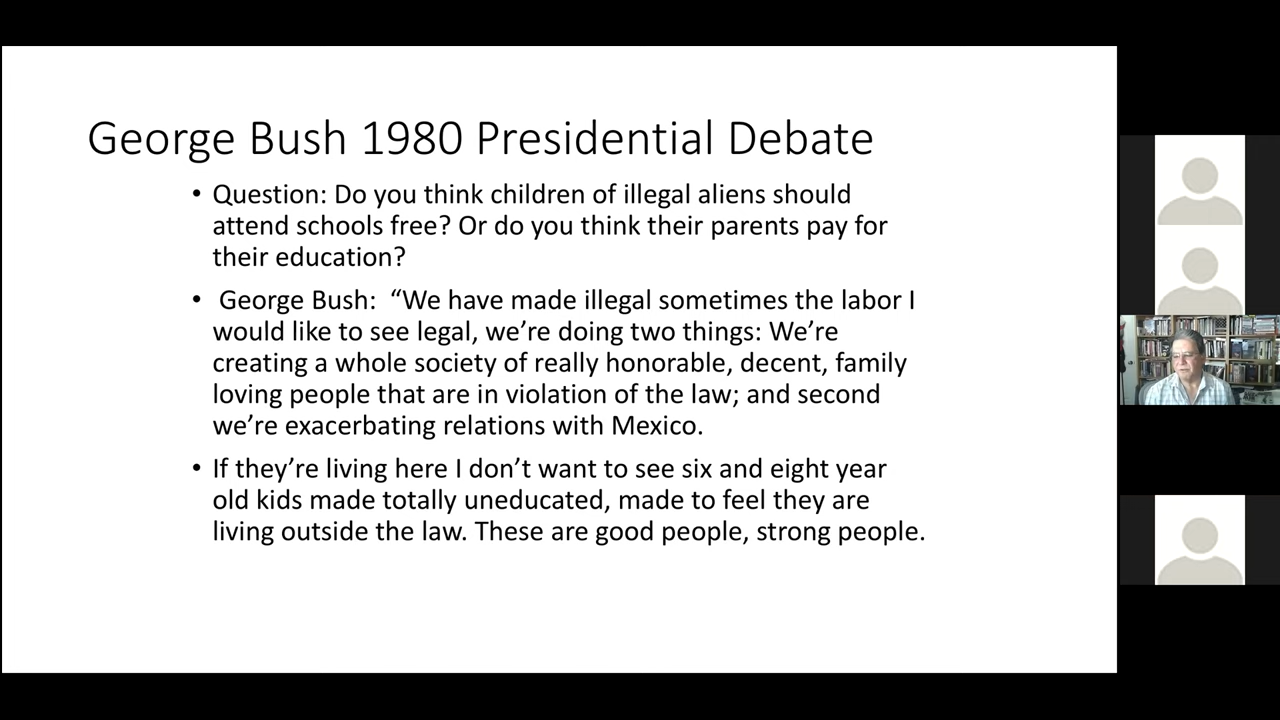 George Bush 1980 Presidential Debate
• Question: Do you think children of illegal aliens should
attend schools free? Or do you think their parents pay for
their education?
• George Bush: “We have made illegal sometimes the labor I
would like to see legal, we’re doing two things: We’re
creating a whole society of really honorable, decent, family
loving people that are in violation of the law; and second
we’re exacerbating relations with Mexico.
• If they’re living here I don’t want to see six and eight year
old kids made totally uneducated, made to feel they are
living outside the law. These are good people, strong people.